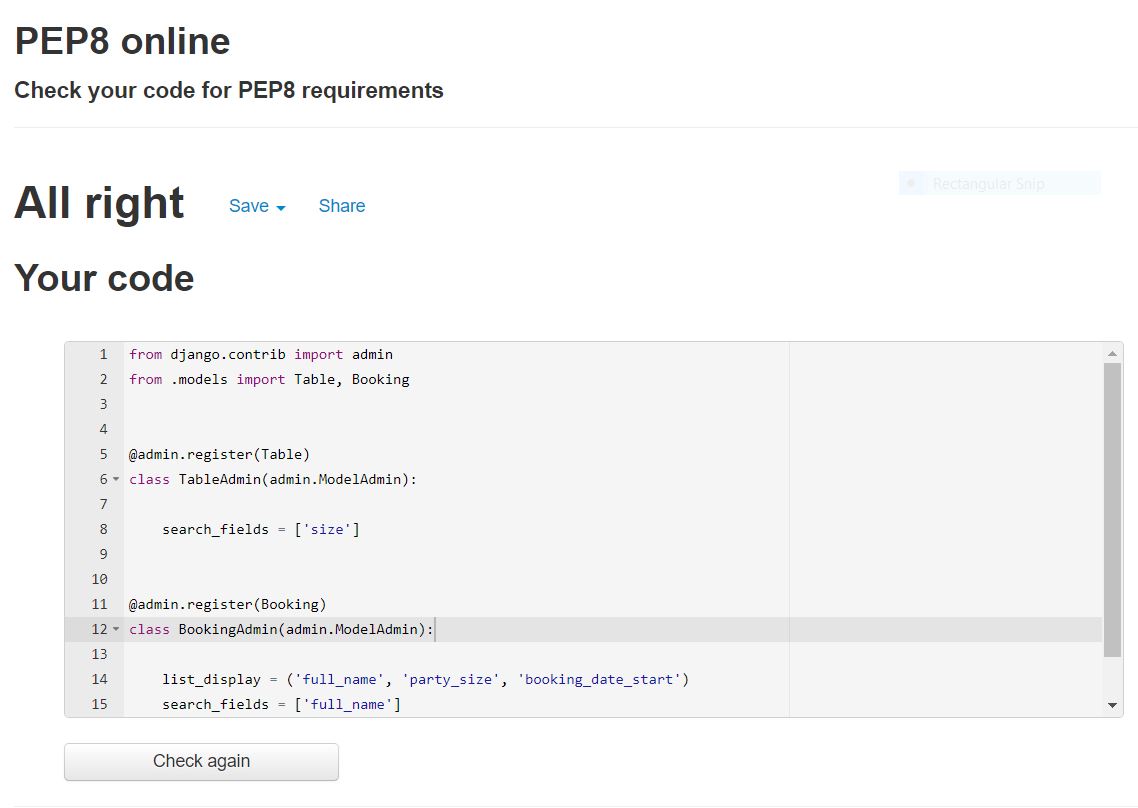 PEP8 online
Check your code for PEP8 requirements
All right Save Share
Rectangular Snip
Your code
1 from django.contrib import admin
2 from .models import Table, Booking
3
4
5 @admin.register(Table)
6 class TableAdmin(admin.ModelAdmin):
7
8 search_fields = ['size']
9
10
11 @admin.register(Booking)
12 class BookingAdmin(admin.ModelAdmin):
13
14 list_display = ('full_name', 'party_size', 'booking_date_start')
15 search_fields = ['full_name']
Check again